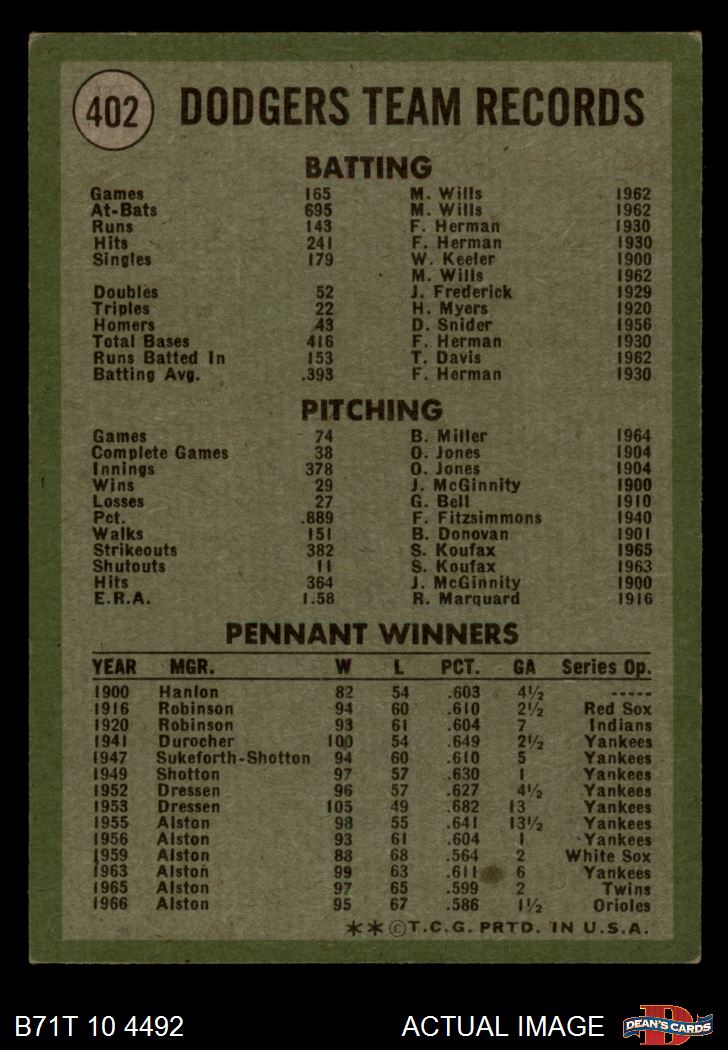 402 DODGERS TEAM RECORDS
BATTING
Games 165 M. Wills 1962
At-Bats 695 M. Wills 1962
Runs 143 F. Herman 1930
Hits 241 F. Herman 1930
Singles 179 W. Keeler 1900
M. Wills 1962
Doubles 52 J. Frederick 1929
Triples 22 H. Myers 1920
Homers 43 D. Snider 1956
Total Bases 416 F. Herman 1930
Runs Batted In 153 T. Davis 1962
Batting Avg. .393 F. Herman 1930
PITCHING
Games 74 B. Miller 1964
Complete Games 38 O. Jones 1904
Innings 378 O. Jones 1904
Wins 29 J. McGinnity 1900
Losses 27 G. Bell 1910
Pct. .889 F. Fitzsimmons 1940
Walks 151 B. Donovan 1901
Strikeouts 382 S. Koufax 1965
Shutouts 11 S. Koufax 1963
Hits 364 J. McGinnity 1900
E.R.A. 1.58 R. Marquard 1916
PENNANT WINNERS
YEAR MGR. W L PCT. GA Series Op.
1900 Hanlon 82 54 .603 4½ -----
1916 Robinson 94 60 .610 2½ Red Sox
1920 Robinson 93 61 .604 7 Indians
1941 Durocher 100 54 .649 2½ Yankees
1947 Sukeforth-Shotton 94 60 .610 5 Yankees
1949 Shotton 97 57 .630 1 Yankees
1952 Dressen 96 57 .627 4½ Yankees
1953 Dressen 105 49 .682 13 Yankees
1955 Alston 98 55 .641 13½ Yankees
1956 Alston 93 61 .604 1 Yankees
1959 Alston 88 68 .564 2 White Sox
1963 Alston 99 63 .611 6 Yankees
1965 Alston 97 65 .599 2 Twins
1966 Alston 95 67 .586 1½ Orioles
**©T.C.G. PRTD. IN U.S.A.
B71T 10 4492 ACTUAL IMAGE D DEAN'S CARDS